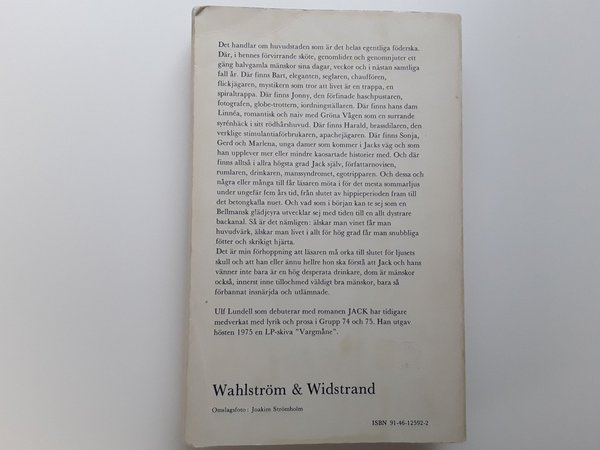 Det handlar om huvudstaden som är det helas egentliga föderska.
Där, i hennes förvirrande sköte, genomlider och genomnjuter ett
gäng halvgamla mänskor sina dagar, veckor och i nästan samtliga
fall år. Där finns Bart, eleganten, seglaren, chauffören,
flickjägaren, mystikern som tror att livet är en trappa, en
spiraltrappa. Där finns Jonny, den förfinade haschpustaren,
fotografen, globe-trottern, iordningställaren. Där finns hans dam
Linnéa, romantisk och naiv med Gröna Vågen som en surrande
syrénhäck i sitt rödhårshuvud. Där finns Harald, brassdilaren, den
verklige stimulantiaförbrukaren, apachejägaren. Där finns Sonja,
Gerd och Marlena, unga damer som kommer i Jacks väg och som
han upplever mer eller mindre kaosartade historier med. Och där
finns alltså i allra högsta grad Jack själv, författarnovisen,
rumlaren, drinkaren, manssyndromet, egotripparen. Och dessa och
några eller många till får läsaren möta i för det mesta sommarljus
under ungefär fem års tid, från slutet av hippieperioden fram till
det betongkalla nuet. Och vad som i början kan te sej som en
Bellmansk glädjeyra utvecklar sej med tiden till en allt dystrare
backanal. Så är det nämligen: älskar man vinet får man
huvudvärk, älskar man livet i allt för hög grad får man snubbliga
fötter och skrikigt hjärta.
Det är min förhoppning att läsaren må orka till slutet för ljusets
skull och att han eller ännu hellre hon ska förstå att Jack och hans
vänner inte bara är en hög desperata drinkare, dom är mänskor
också, innerst inne tillochmed väldigt bra mänskor, bara så
förbannat insnärjda och utlämnade.
Ulf Lundell som debuterar med romanen JACK har tidigare
medverkat med lyrik och prosa i Grupp 74 och 75. Han utgav
hösten 1975 en LP-skiva "Vargmåne".
Wahlström & Widstrand
Omslagsfoto: Joakim Strömholm
ISBN 91-46-12592-2